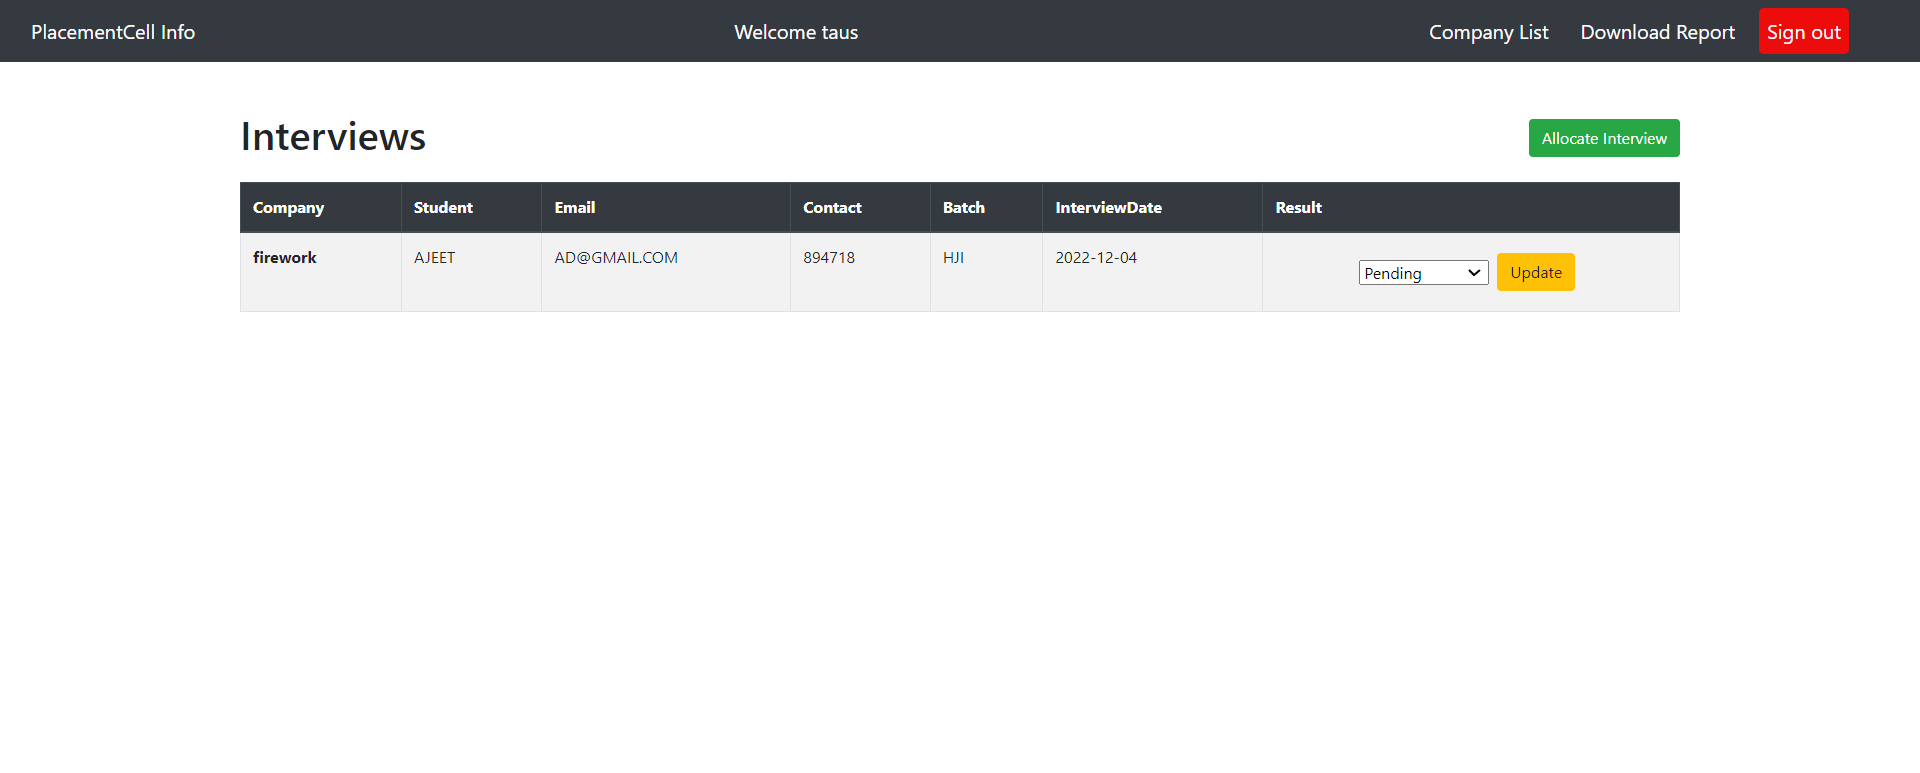 PlacementCell Info Welcome taus Company List Download Report Sign out
Interviews Allocate Interview
Company Student Email Contact Batch InterviewDate Result
firework AJEET AD@GMAIL.COM 894718 HJI 2022-12-04 Pending Update